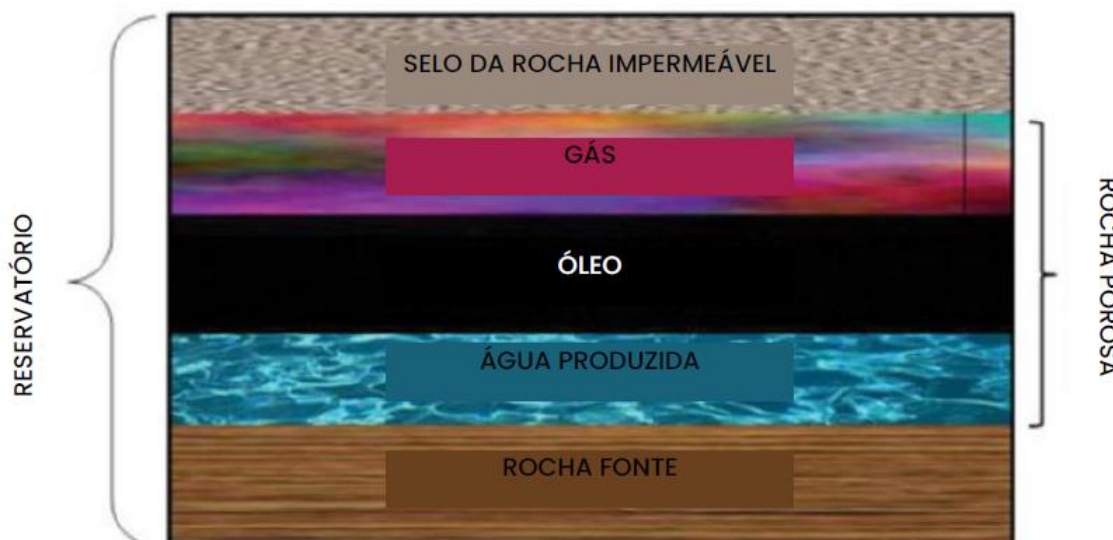 SELO DA ROCHA IMPERMEÁVEL
GÁS
ÓLEO
ÁGUA PRODUZIDA
ROCHA FONTE
RESERVATÓRIO
ROCHA POROSA